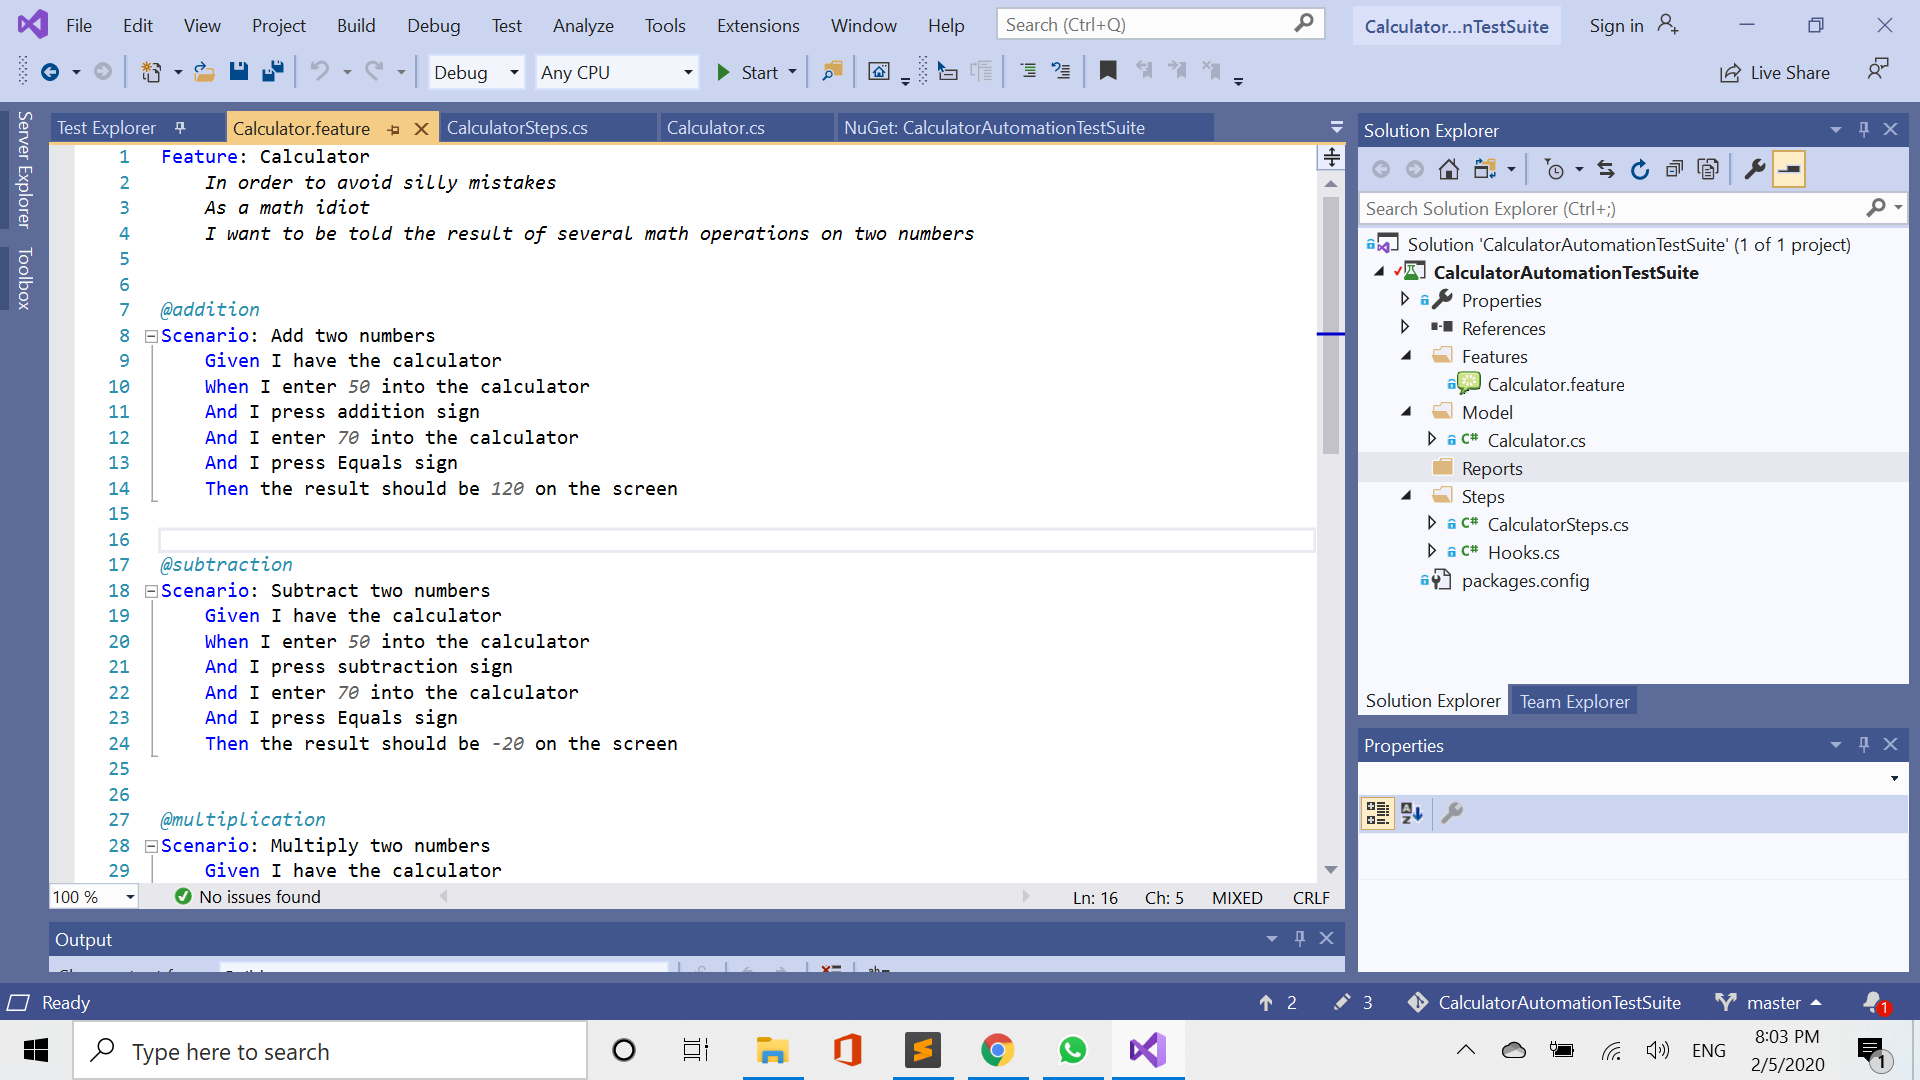 File Edit View Project Build Debug Test Analyze Tools Extensions Window Help Search (Ctrl+Q) Calculator...nTestSuite Sign in
Debug Any CPU Start Live Share
Server Explorer
Toolbox
Test Explorer Calculator.feature CalculatorSteps.cs Calculator.cs NuGet: CalculatorAutomationTestSuite
1 Feature: Calculator
2 In order to avoid silly mistakes
3 As a math idiot
4 I want to be told the result of several math operations on two numbers
5
6
7 @addition
8 Scenario: Add two numbers
9 Given I have the calculator
10 When I enter 50 into the calculator
11 And I press addition sign
12 And I enter 70 into the calculator
13 And I press Equals sign
14 Then the result should be 120 on the screen
15
16
17 @subtraction
18 Scenario: Subtract two numbers
19 Given I have the calculator
20 When I enter 50 into the calculator
21 And I press subtraction sign
22 And I enter 70 into the calculator
23 And I press Equals sign
24 Then the result should be -20 on the screen
25
26
27 @multiplication
28 Scenario: Multiply two numbers
29 Given I have the calculator
100 % No issues found Ln: 16 Ch: 5 MIXED CRLF
Output
Solution Explorer
Search Solution Explorer (Ctrl+;)
Solution 'CalculatorAutomationTestSuite' (1 of 1 project)
CalculatorAutomationTestSuite
Properties
References
Features
Calculator.feature
Model
C# Calculator.cs
Reports
Steps
C# CalculatorSteps.cs
C# Hooks.cs
packages.config
Solution Explorer Team Explorer
Properties
Ready 2 3 CalculatorAutomationTestSuite master 1
Type here to search ENG 8:03 PM
2/5/2020 1